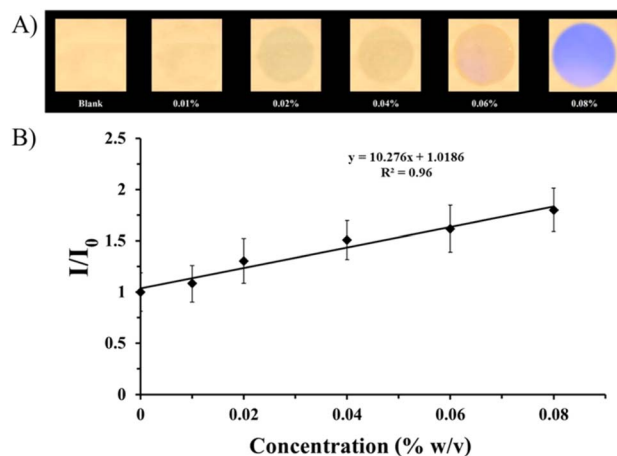 A)
Blank 0.01% 0.02% 0.04% 0.06% 0.08%
B)
y = 10.276x + 1.0186
R² = 0.96
I/I₀
2.5
2
1.5
1
0.5
0
0 0.02 0.04 0.06 0.08
Concentration (% w/v)